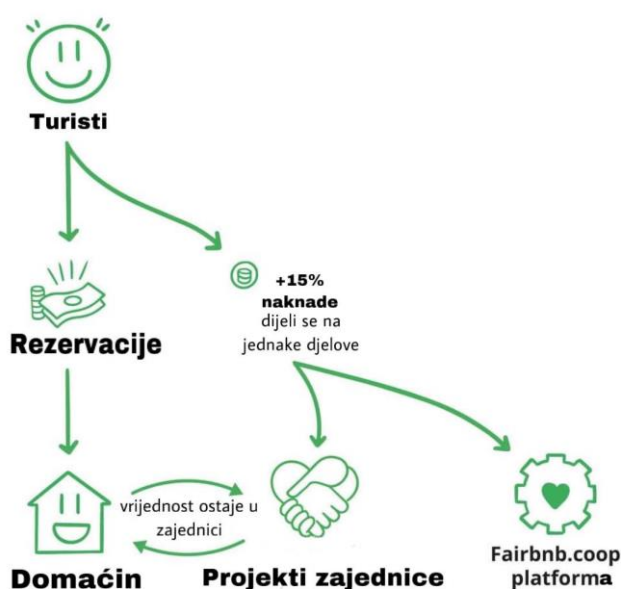 Turisti
+15%
naknade
dijeli se na
jednake djelove
Rezervacije
vrijednost ostaje u
zajednici
Domaćin
Projekti zajednice
Fairbnb.coop
platforma